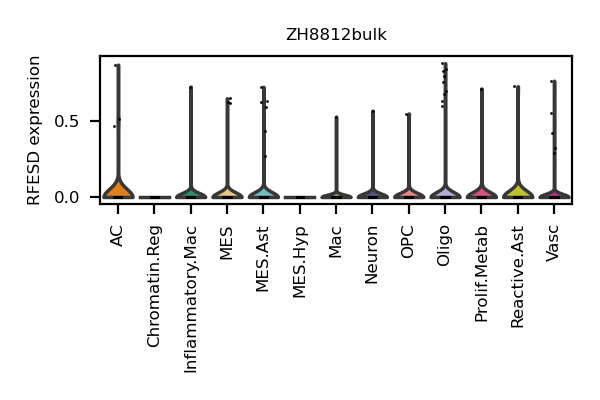 ZH8812bulk
RFESD expression
0.5
0.0
AC
Chromatin.Reg
Inflammatory.Mac
MES
MES.Ast
MES.Hyp
Mac
Neuron
OPC
Oligo
Prolif.Metab
Reactive.Ast
Vasc